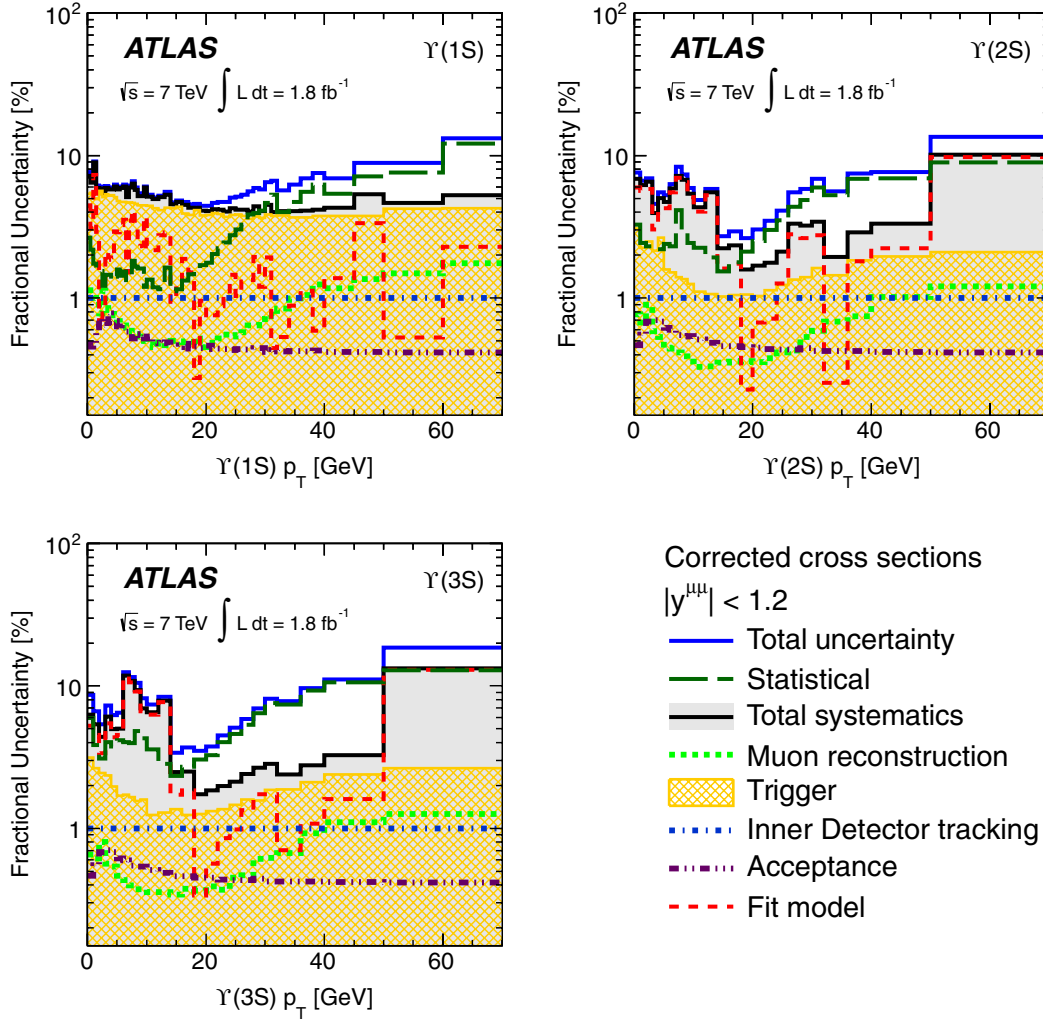 ATLAS ϒ(1S)
√s = 7 TeV ∫ L dt = 1.8 fb⁻¹
Fractional Uncertainty [%]
10²
10
1
0 20 40 60
ϒ(1S) p_T [GeV]
ATLAS ϒ(2S)
√s = 7 TeV ∫ L dt = 1.8 fb⁻¹
Fractional Uncertainty [%]
10²
10
1
0 20 40 60
ϒ(2S) p_T [GeV]
ATLAS ϒ(3S)
√s = 7 TeV ∫ L dt = 1.8 fb⁻¹
Fractional Uncertainty [%]
10²
10
1
0 20 40 60
ϒ(3S) p_T [GeV]
Corrected cross sections
|y^μμ| < 1.2
Total uncertainty
Statistical
Total systematics
Muon reconstruction
Trigger
Inner Detector tracking
Acceptance
Fit model